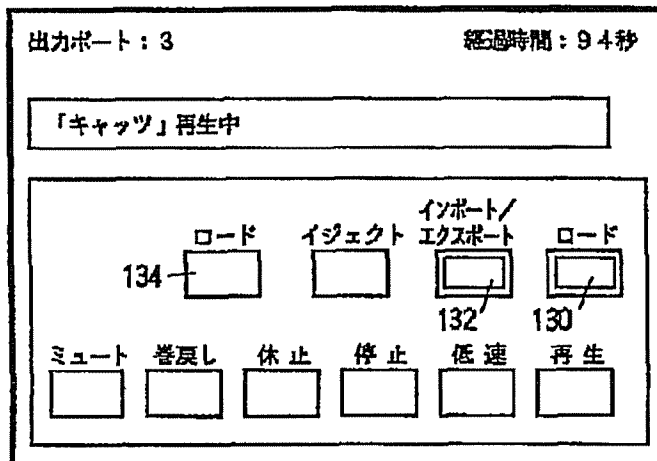 出力ポート：3 経過時間：94秒
「キャッツ」再生中
インポート／
ロード イジェクト エクスポート ロード
134
132 130
ミュート 巻戻し 休止 停止 低速 再生